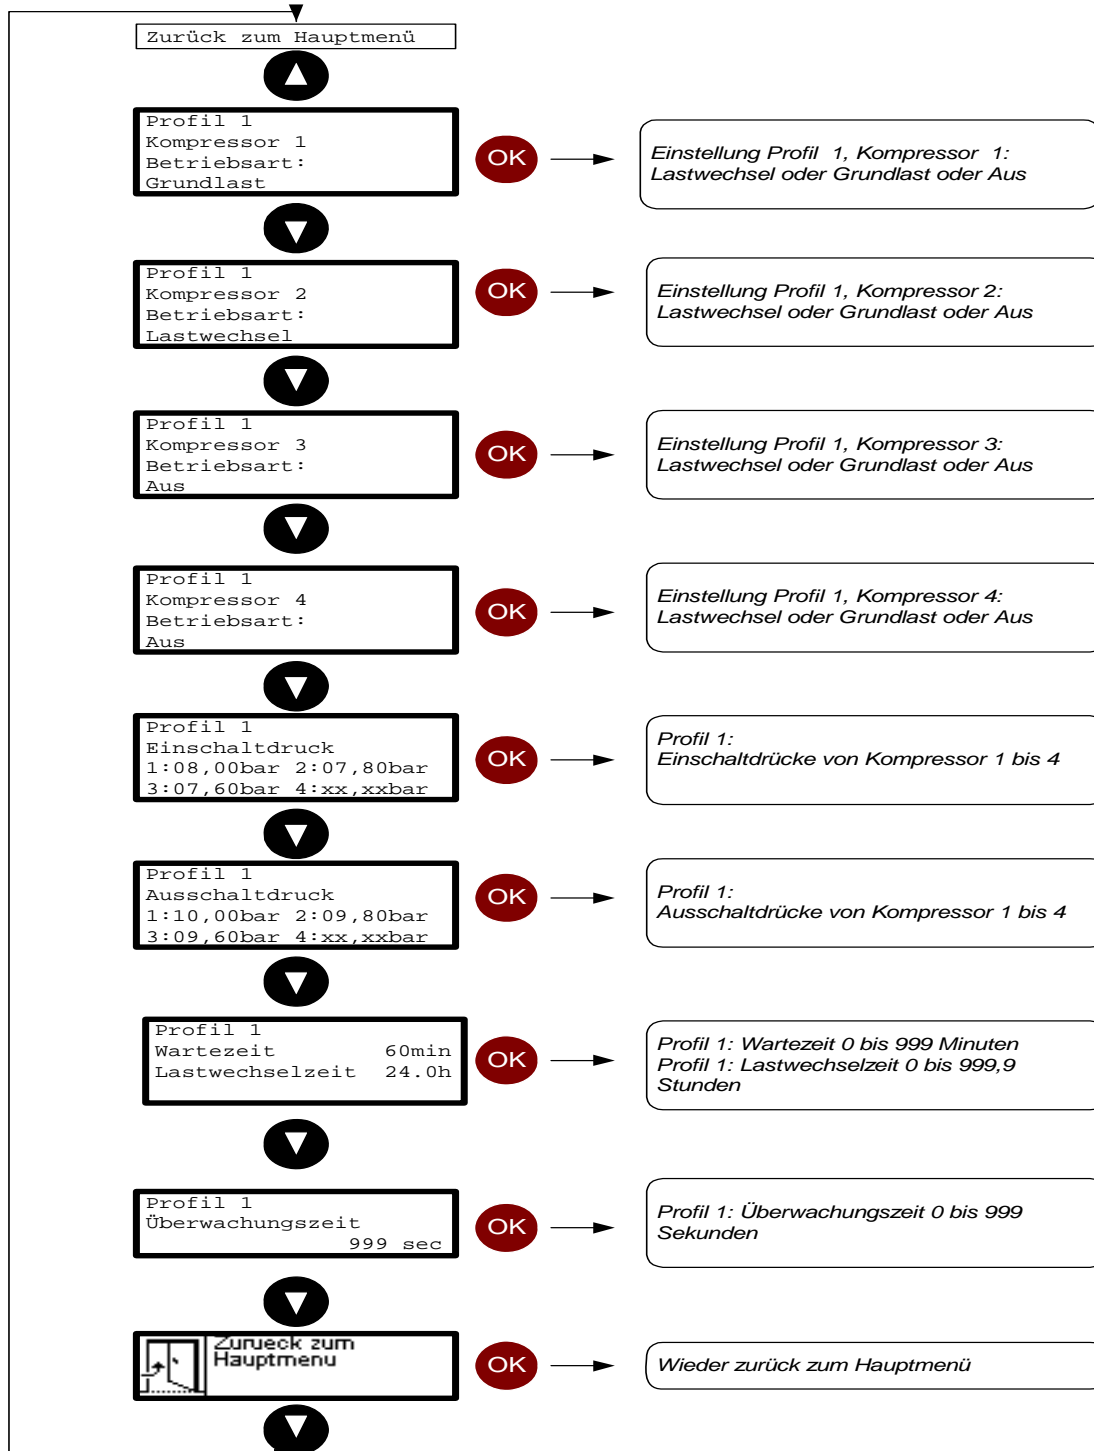 Zurück zum Hauptmenü
Profil 1
Kompressor 1
Betriebsart:
Grundlast
OK
Einstellung Profil 1, Kompressor 1:
Lastwechsel oder Grundlast oder Aus
Profil 1
Kompressor 2
Betriebsart:
Lastwechsel
OK
Einstellung Profil 1, Kompressor 2:
Lastwechsel oder Grundlast oder Aus
Profil 1
Kompressor 3
Betriebsart:
Aus
OK
Einstellung Profil 1, Kompressor 3:
Lastwechsel oder Grundlast oder Aus
Profil 1
Kompressor 4
Betriebsart:
Aus
OK
Einstellung Profil 1, Kompressor 4:
Lastwechsel oder Grundlast oder Aus
Profil 1
Einschaltdruck
1:08,00bar 2:07,80bar
3:07,60bar 4:xx,xxbar
OK
Profil 1:
Einschaltdrücke von Kompressor 1 bis 4
Profil 1
Ausschaltdruck
1:10,00bar 2:09,80bar
3:09,60bar 4:xx,xxbar
OK
Profil 1:
Ausschaltdrücke von Kompressor 1 bis 4
Profil 1
Wartezeit 60min
Lastwechselzeit 24.0h
OK
Profil 1: Wartezeit 0 bis 999 Minuten
Profil 1: Lastwechselzeit 0 bis 999,9
Stunden
Profil 1
Überwachungszeit
999 sec
OK
Profil 1: Überwachungszeit 0 bis 999
Sekunden
Zurueck zum
Hauptmenu
OK
Wieder zurück zum Hauptmenü